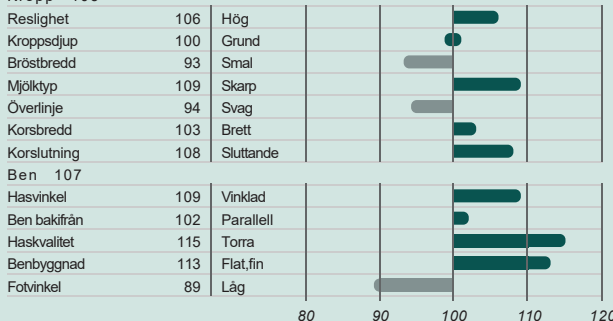 Reslighet 106 Hög
Kroppsdjup 100 Grund
Bröstbredd 93 Smal
Mjölktyp 109 Skarp
Överlinje 94 Svag
Korsbredd 103 Brett
Korslutning 108 Sluttande
Ben 107
Hasvinkel 109 Vinklad
Ben bakifrån 102 Parallell
Haskvalitet 115 Torra
Benbyggnad 113 Flat,fin
Fotvinkel 89 Låg
80 90 100 110 120